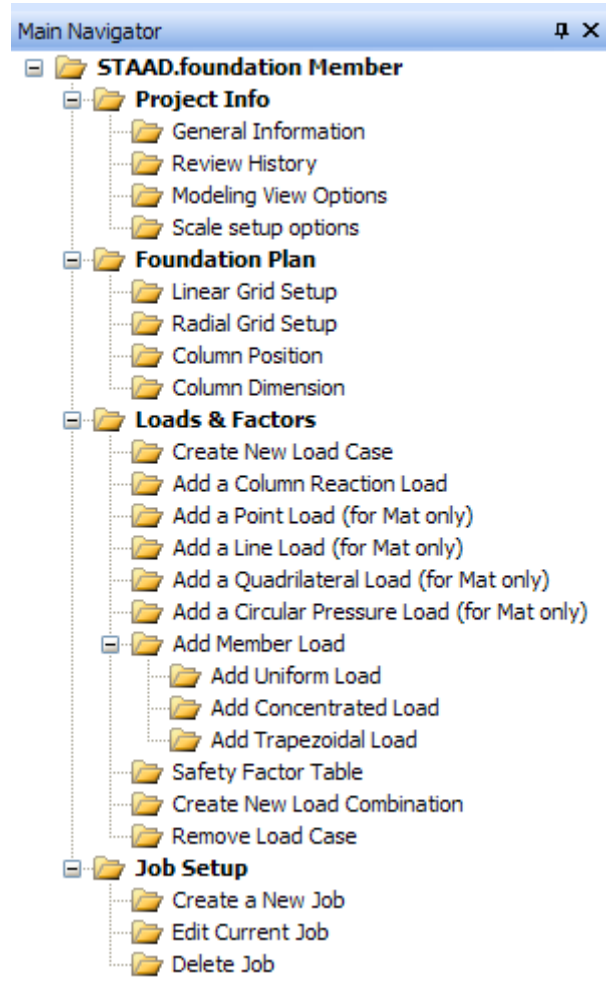 Main Navigator
STAAD.foundation Member
Project Info
General Information
Review History
Modeling View Options
Scale setup options
Foundation Plan
Linear Grid Setup
Radial Grid Setup
Column Position
Column Dimension
Loads & Factors
Create New Load Case
Add a Column Reaction Load
Add a Point Load (for Mat only)
Add a Line Load (for Mat only)
Add a Quadrilateral Load (for Mat only)
Add a Circular Pressure Load (for Mat only)
Add Member Load
Add Uniform Load
Add Concentrated Load
Add Trapezoidal Load
Safety Factor Table
Create New Load Combination
Remove Load Case
Job Setup
Create a New Job
Edit Current Job
Delete Job